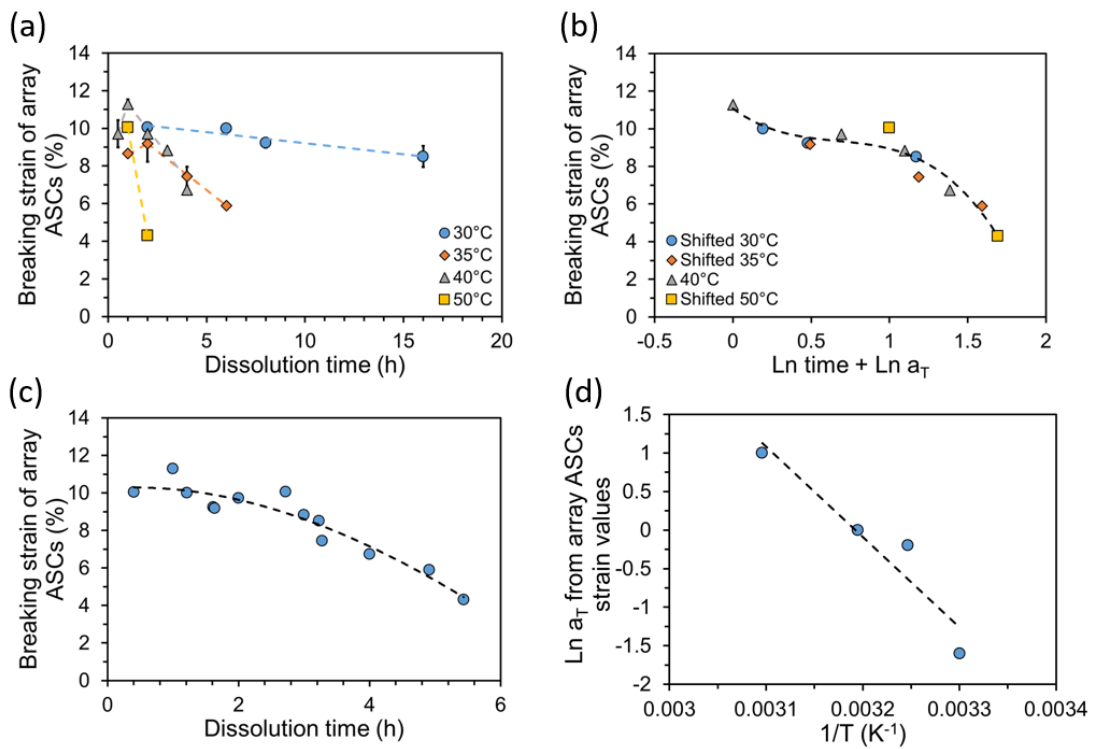 (a)
Breaking strain of array
ASCs (%)
14
12
10
8
6
4
2
0
0
5
10
15
20
Dissolution time (h)
30°C
35°C
40°C
50°C
(b)
Breaking strain of array
ASCs (%)
14
12
10
8
6
4
2
0
-0.5
0
0.5
1
1.5
2
Ln time + Ln a_T
Shifted 30°C
Shifted 35°C
40°C
Shifted 50°C
(c)
Breaking strain of array
ASCs (%)
14
12
10
8
6
4
2
0
0
2
4
6
Dissolution time (h)
(d)
Ln a_T from array ASCs
strain values
1.5
1
0.5
0
-0.5
-1
-1.5
-2
0.003
0.0031
0.0032
0.0033
0.0034
1/T (K⁻¹)